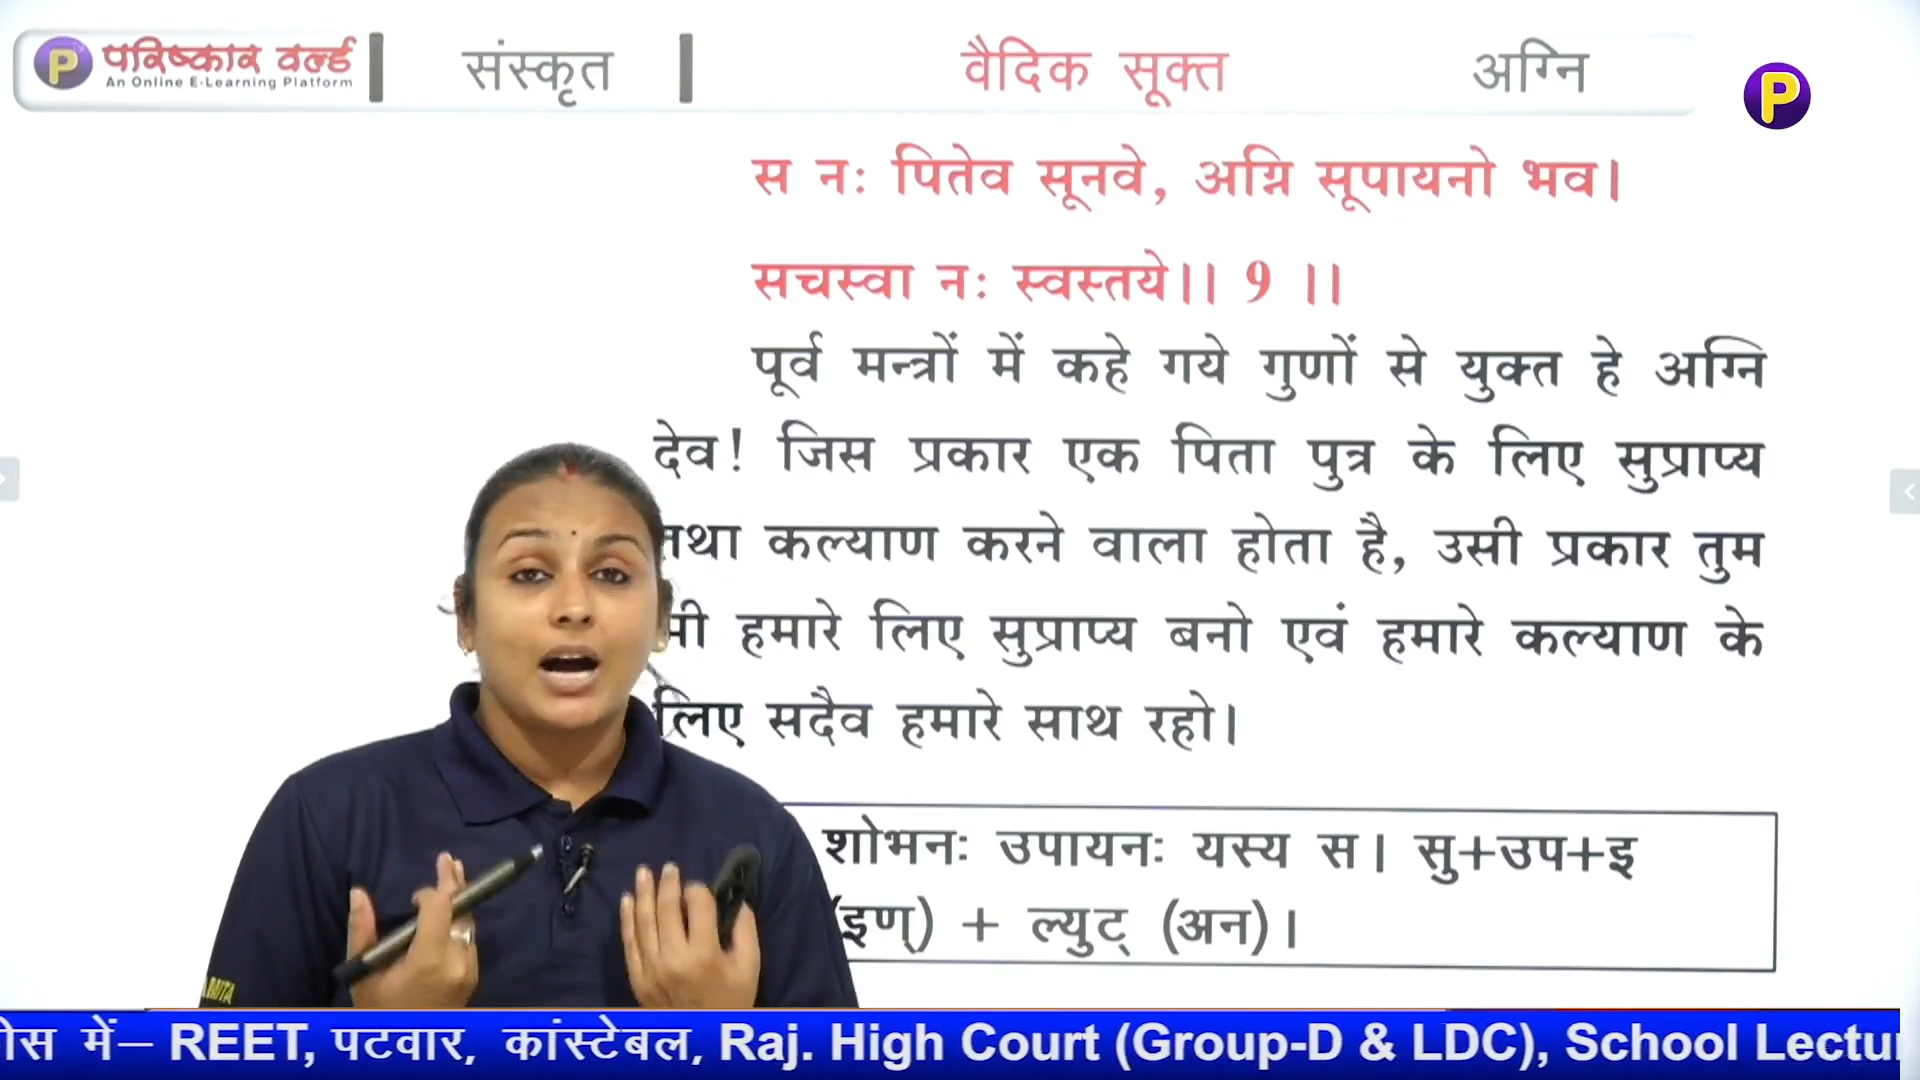 परिष्कार वर्ल्ड
An Online E-Learning Platform
संस्कृत
वैदिक सूक्त
अग्नि
P
स नः पितेव सूनवे, अग्नि सूपायनो भव।
सचस्वा नः स्वस्तये।। 9 ।।
पूर्व मन्त्रों में कहे गये गुणों से युक्त हे अग्नि
देव! जिस प्रकार एक पिता पुत्र के लिए सुप्राप्य
तथा कल्याण करने वाला होता है, उसी प्रकार तुम
भी हमारे लिए सुप्राप्य बनो एवं हमारे कल्याण के
लिए सदैव हमारे साथ रहो।
शोभनः उपायनः यस्य स। सु+उप+इ
(इण्) + ल्युट् (अन)।
में– REET, पटवार, कांस्टेबल, Raj. High Court (Group-D & LDC), School